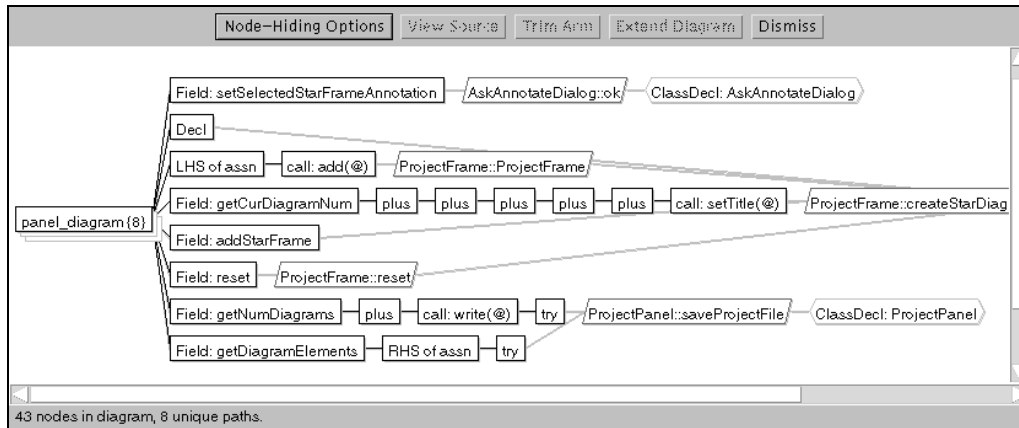 Node-Hiding Options View Source Trim Arm Extend Diagram Dismiss
Field: setSelectedStarFrameAnnotation AskAnnotateDialog::ok ClassDecl: AskAnnotateDialog
Decl
LHS of assn call: add(@) ProjectFrame::ProjectFrame
Field: getCurDiagramNum plus plus plus plus plus call: setTitle(@) ProjectFrame::createStarDiag
panel_diagram{8}
Field: addStarFrame
Field: reset ProjectFrame::reset
Field: getNumDiagrams plus call: write(@) try ProjectPanel::saveProjectFile ClassDecl: ProjectPanel
Field: getDiagramElements RHS of assn try
43 nodes in diagram, 8 unique paths.